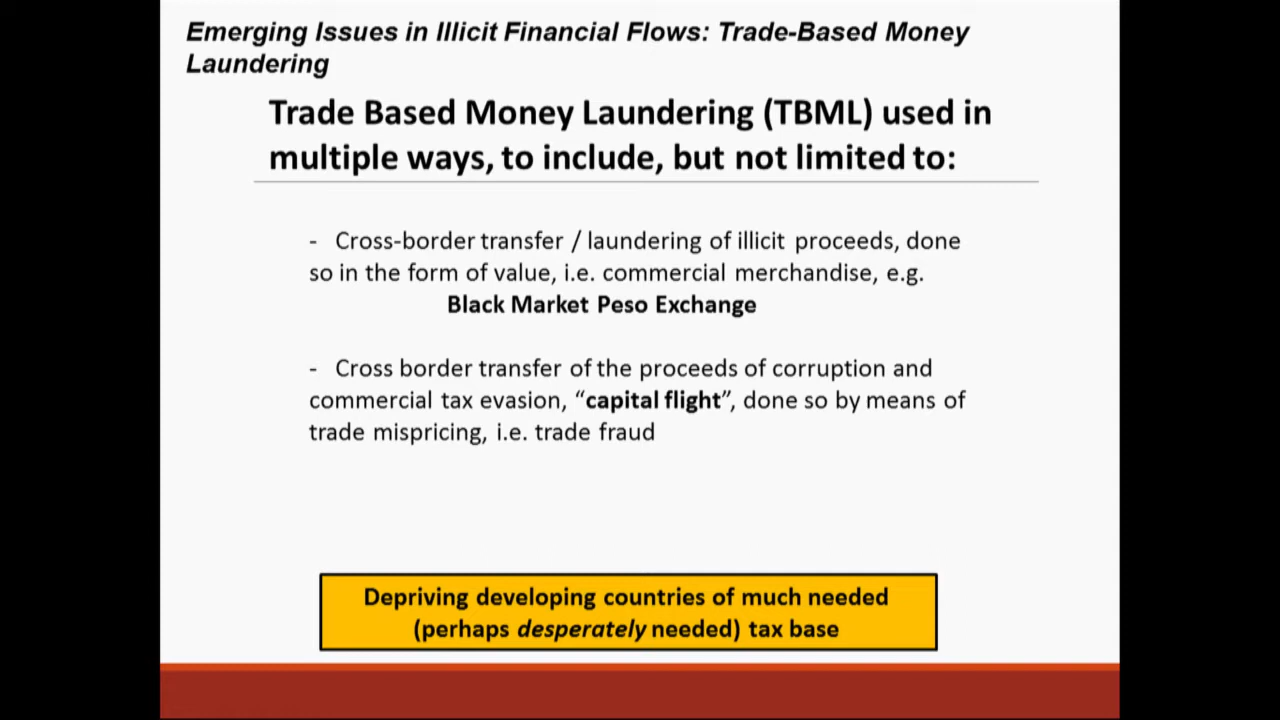 Emerging Issues in Illicit Financial Flows: Trade-Based Money
Laundering
Trade Based Money Laundering (TBML) used in
multiple ways, to include, but not limited to:
- Cross-border transfer / laundering of illicit proceeds, done
so in the form of value, i.e. commercial merchandise, e.g.
Black Market Peso Exchange
- Cross border transfer of the proceeds of corruption and
commercial tax evasion, “capital flight”, done so by means of
trade mispricing, i.e. trade fraud
Depriving developing countries of much needed
(perhaps desperately needed) tax base